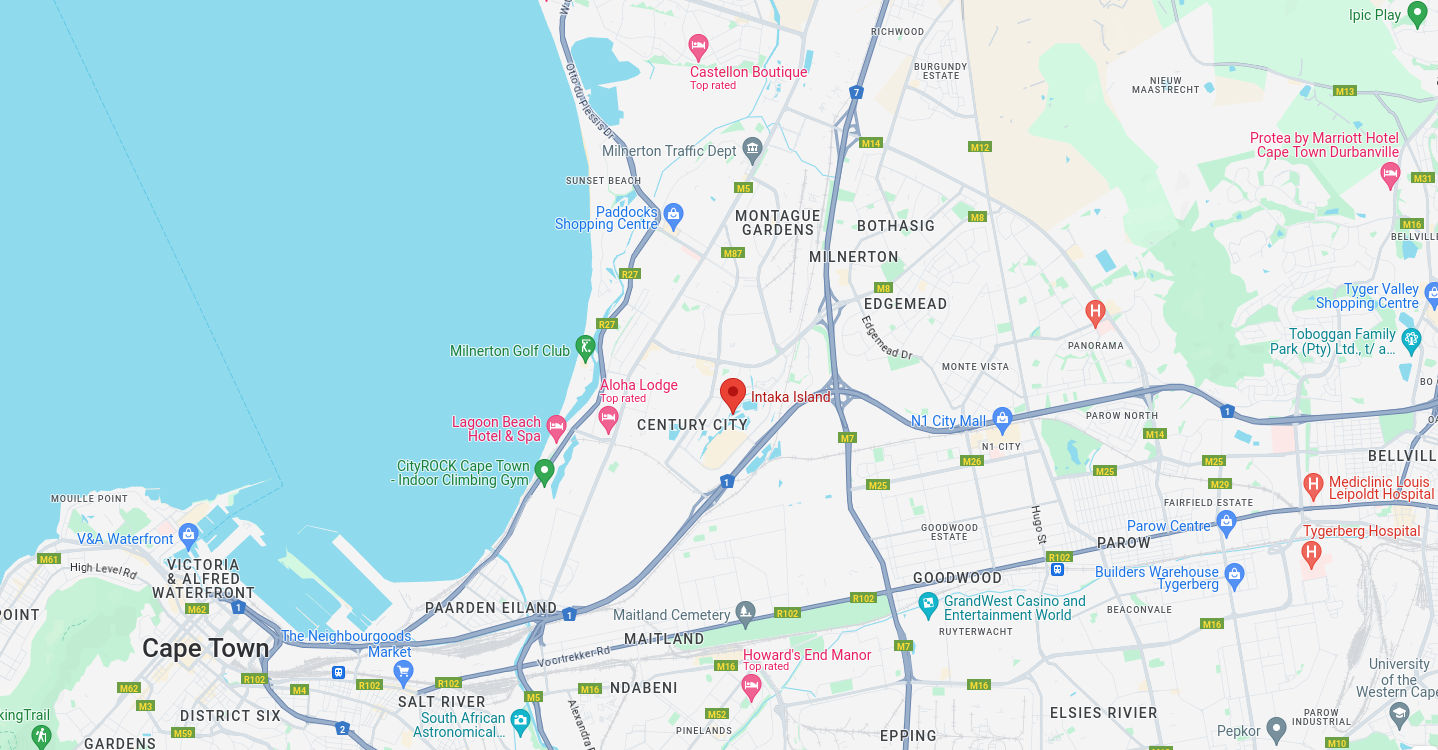 Wa
Ipic Play
RICHWOOD
Castellon Boutique
Top rated
BURGUNDY
ESTATE
NIEUW
MAASTRECHT
7
M13
Otto du Plessis Dr
Milnerton Traffic Dept
M14
M12
Protea by Marriott Hotel
Cape Town Durbanville
SUNSET BEACH
M5
M31
Paddocks
Shopping Centre
MONTAGUE
GARDENS
BOTHASIG
M8
M16
BELLVILL
M87
MILNERTON
R27
M8
EDGEMEAD
Tyger Valley
Shopping Centre
H
R27
Edgemead Dr
PANORAMA
Toboggan Family
Park (Pty) Ltd., t/ a...
Milnerton Golf Club
MONTE VISTA
Aloha Lodge
Top rated
Intaka Island
BO
Lagoon Beach
Hotel & Spa
CENTURY CITY
N1 City Mall
1
PARROW NORTH
M7
N1 CITY
M14
BELLVILL
CityROCK Cape Town
- Indoor Climbing Gym
M26
M25
M25
M25
M29
1
H
Mediclinic Louis
Leipoldt Hospital
MOUILLE POINT
FAIRFIELD ESTATE
V&A Waterfront
Hugo St
GOODWOOD
ESTATE
Parow Centre
Tygerberg Hospital
H
M61
High Level Rd
VICTORIA
& ALFRED
WATERFRONT
R102
PAROW
GOODWOOD
Builders Warehouse
Tygerberg
M62
1
PAARDEN EILAND
1
R102
R102
GrandWest Casino and
Entertainment World
BEACONVALE
POINT
Maitland Cemetery
MAITLAND
RUYTERWACHT
M16
Cape Town
The Neighbourgoods
Market
Voortrekker Rd
M7
R102
R102
R102
M16
Howard's End Manor
Top rated
University
of the
Western Cape
M62
M4
M16
NDABENI
M16
M3
SALT RIVER
M5
Alexandra R
M52
DISTRICT SIX
South African
Astronomical...
ELSIES RIVIER
PAROW
INDUSTRIAL
kingTrail
M59
2
PINELANDS
EPPING
Pepkor
GARDENS
M10